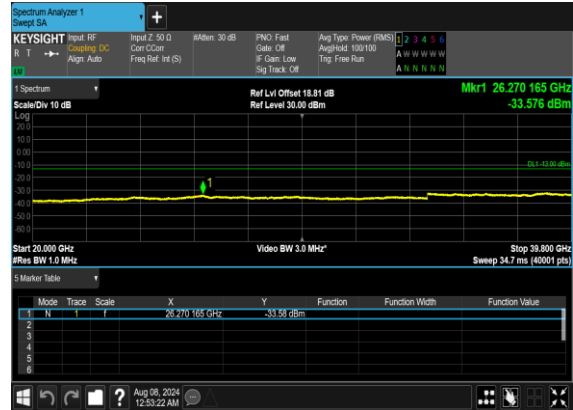 Spectrum Analyzer 1
Swept SA
+
KEYSIGHT Input: RF Input Z: 50 Ω #Atten: 30 dB PNO: Fast Avg Type: Power (RMS) 1 2 3 4 5 6
R T Coupling: DC Corr CCorr Gate: Off Avg|Hold: 100/100 A W W W W W
Align: Auto Freq Ref: Int (S) IF Gain: Low Trig: Free Run
Sig Track: Off A N N N N N
1 Spectrum Ref Lvl Offset 18.81 dB Mkr1 26.270 165 GHz
Scale/Div 10 dB Ref Level 30.00 dBm -33.576 dBm
Log
20.0
10.0
0.00
-10.0 DL1 -13.00 dBm
-20.0
-30.0 1
-40.0
-50.0
-60.0
Start 20.000 GHz Video BW 3.0 MHz* Stop 39.800 GHz
#Res BW 1.0 MHz Sweep 34.7 ms (40001 pts)
5 Marker Table
Mode Trace Scale X Y Function Function Width Function Value
1 N 1 f 26.270 165 GHz -33.58 dBm
2
3
4
5
6
? Aug 08, 2024
12:53:22 AM